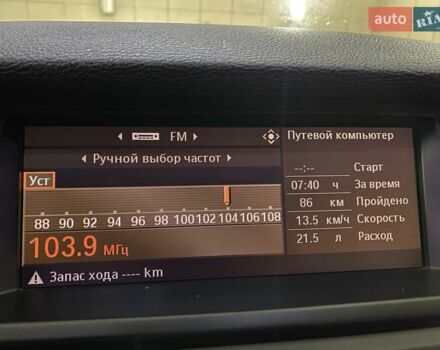 auto RIA
FM
Путевой компьютер
Ручной выбор частот
--:-- Старт
Уст
07:40 ч За время
86 км Пройдено
88 90 92 94 96 98 100 102 104 106 108
13.5 км/ч Скорость
103.9 МГц
21.5 л Расход
Запас хода ---- km